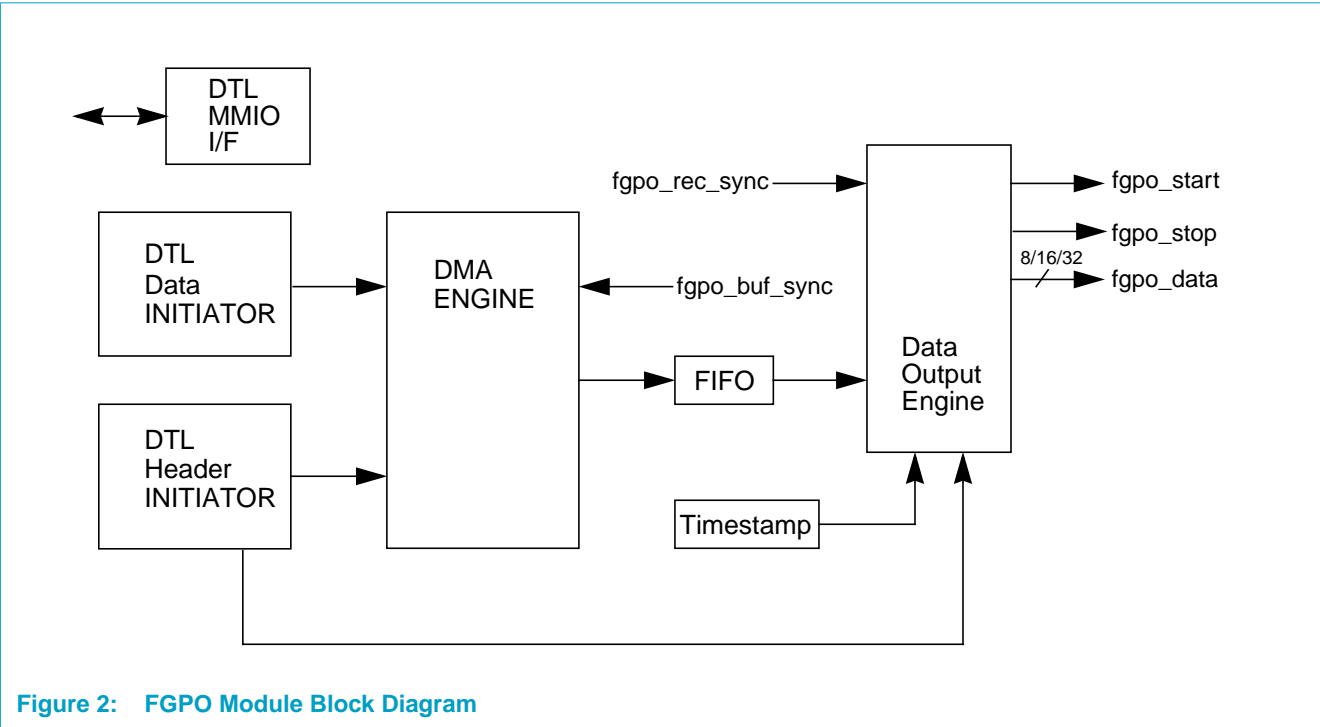 DTL
MMIO
I/F
fgpo_rec_sync
fgpo_start
fgpo_stop
8/16/32
fgpo_data
DTL
Data
INITIATOR
DMA
ENGINE
fgpo_buf_sync
FIFO
Data
Output
Engine
DTL
Header
INITIATOR
Timestamp
Figure 2: FGPO Module Block Diagram